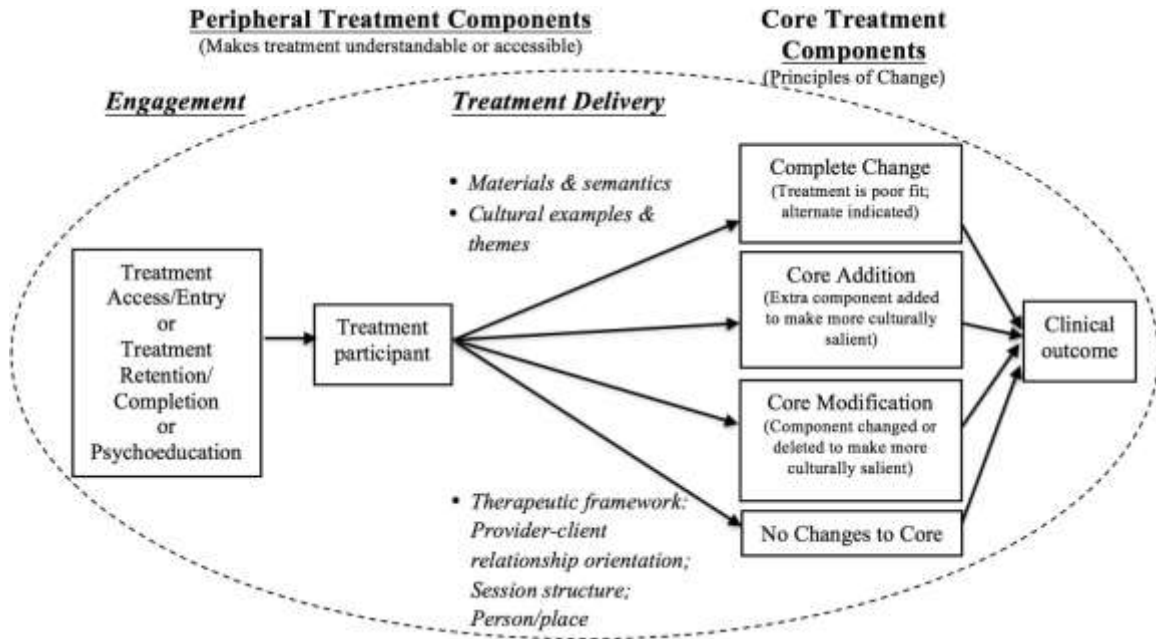 Peripheral Treatment Components
(Makes treatment understandable or accessible)
Core Treatment
Components
(Principles of Change)
Engagement
Treatment Delivery
• Materials & semantics
• Cultural examples &
themes
Treatment
Access/Entry
or
Treatment
Retention/
Completion
or
Psychoeducation
Treatment
participant
Complete Change
(Treatment is poor fit;
alternate indicated)
Core Addition
(Extra component added
to make more culturally
salient)
Core Modification
(Component changed or
deleted to make more
culturally salient)
No Changes to Core
Clinical
outcome
• Therapeutic framework:
Provider-client
relationship orientation;
Session structure;
Person/place